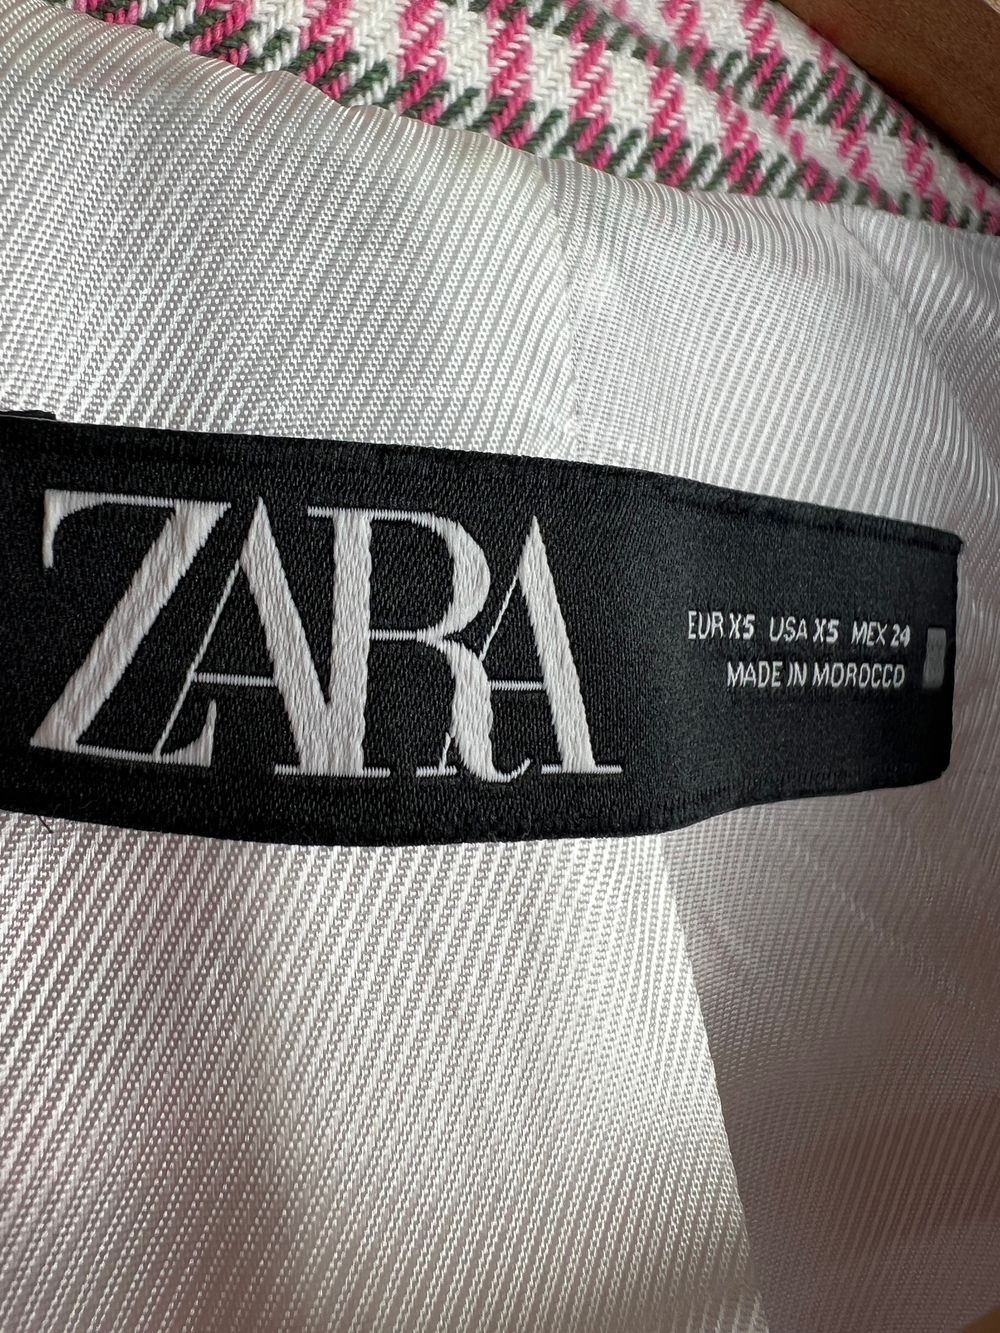 ZARA
EUR XS USA XS MEX 24
MADE IN MOROCCO